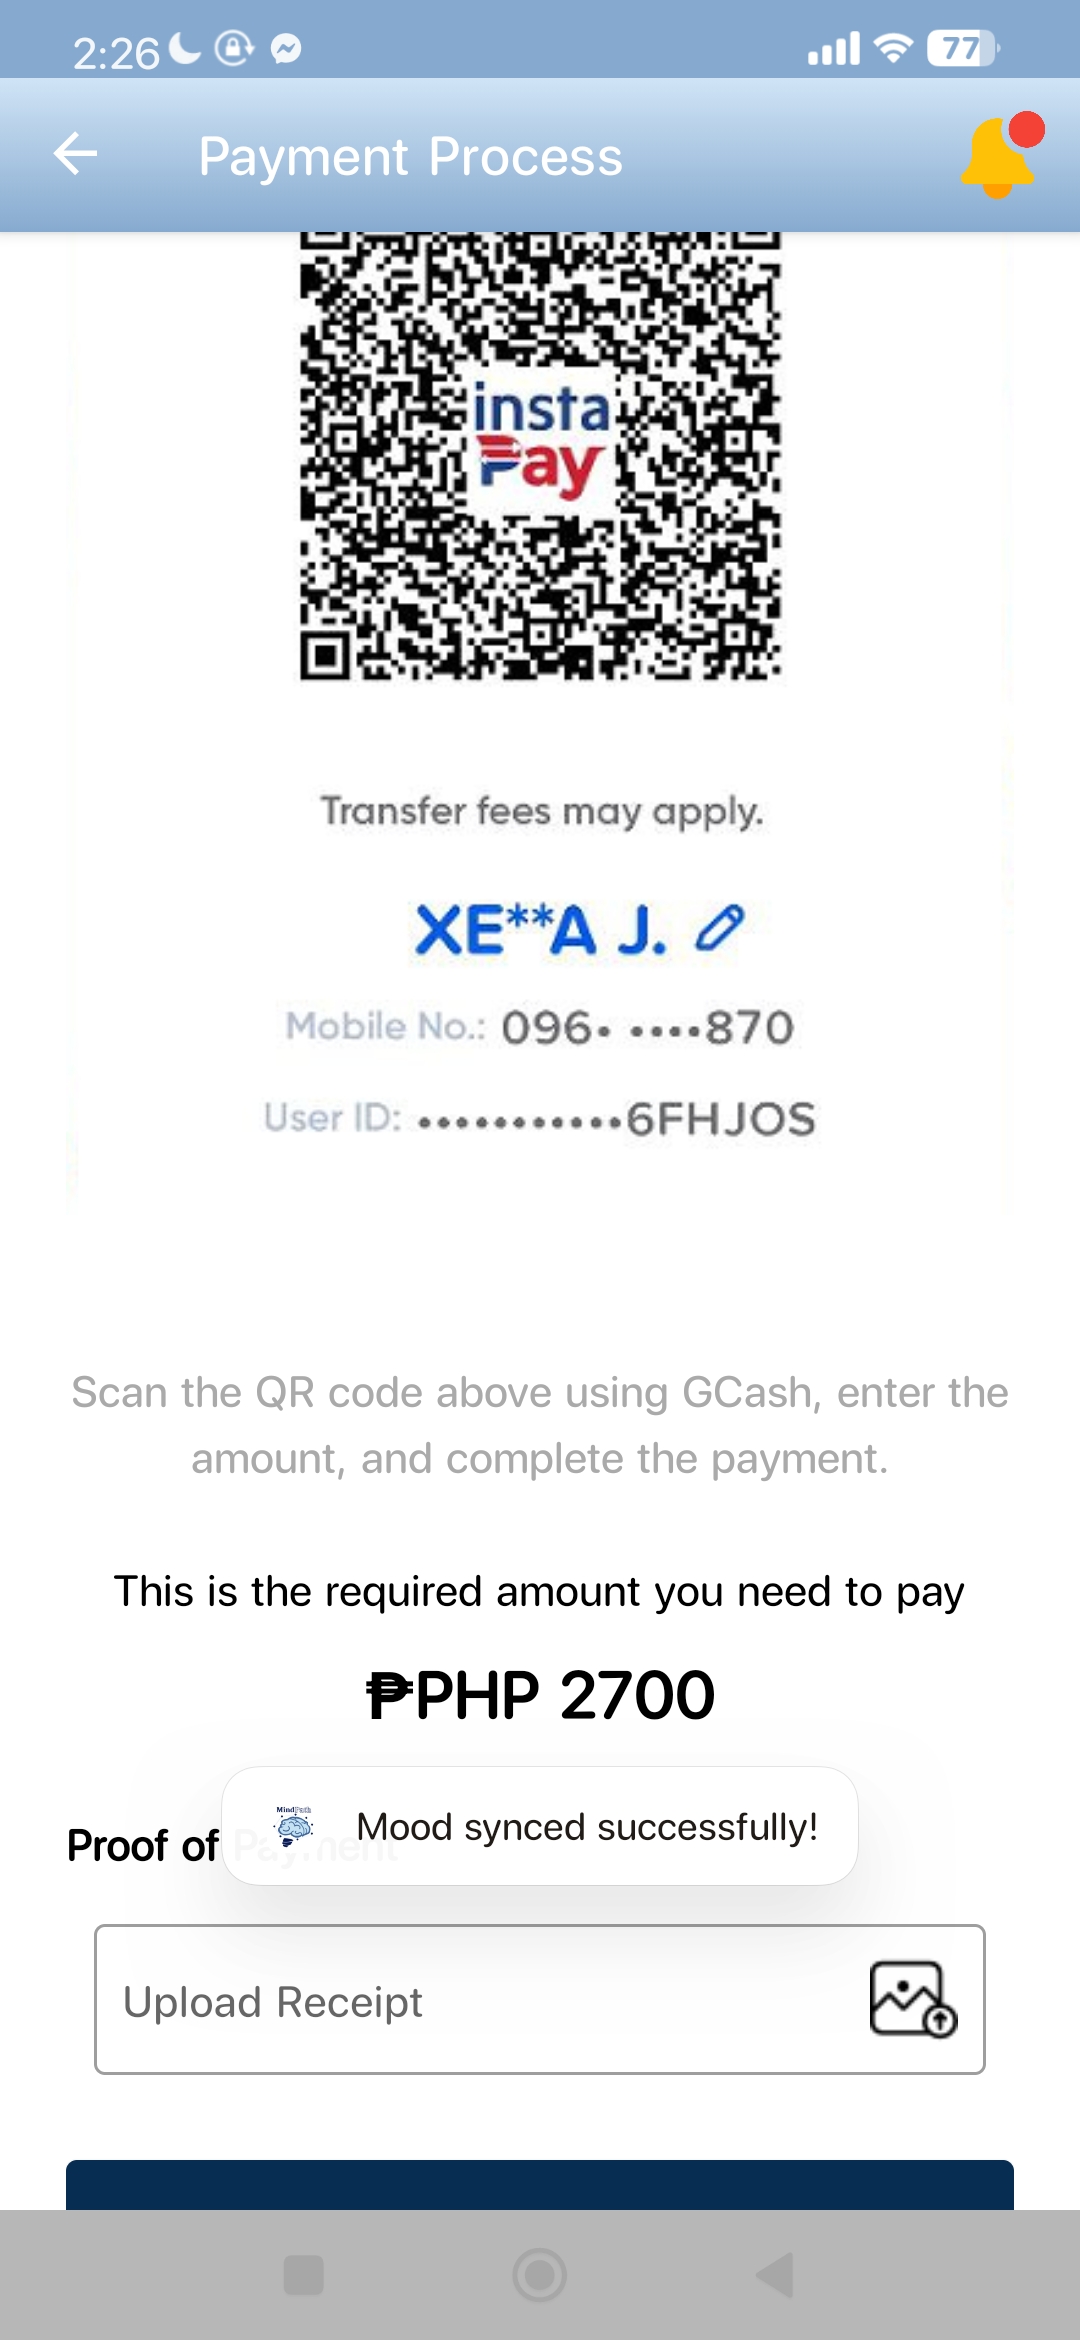 2:26
77
Payment Process
insta
Pay
Transfer fees may apply.
XE**A J.
Mobile No.: 096• ••••870
User ID: •••••••••••6FHJOS
Scan the QR code above using GCash, enter the
amount, and complete the payment.
This is the required amount you need to pay
₱PHP 2700
MindPath
Mood synced successfully!
Proof of Payment
Upload Receipt